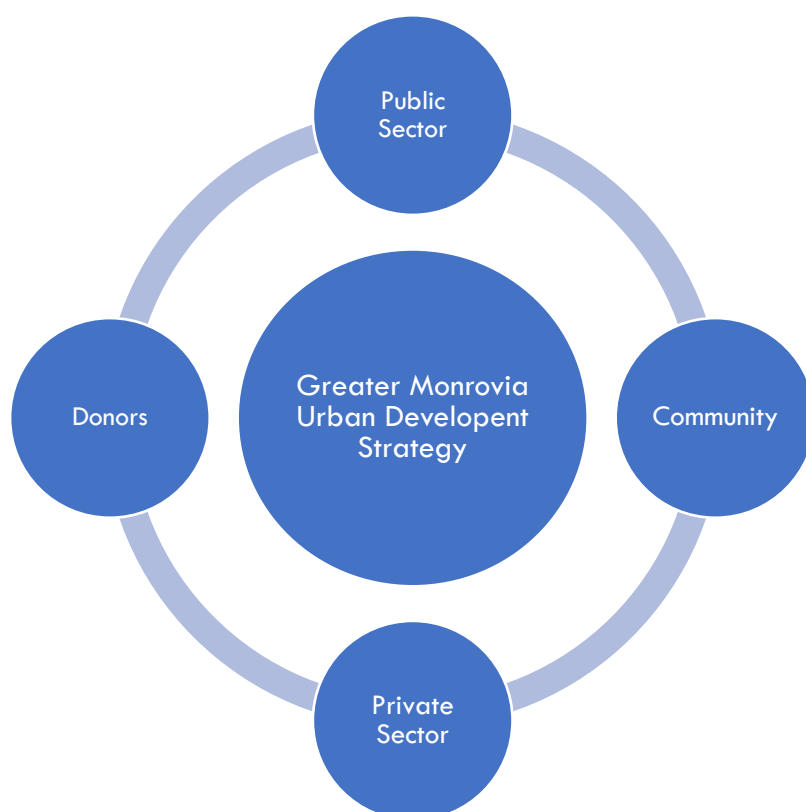 Public
Sector
Greater Monrovia
Urban Developent
Strategy
Donors
Community
Private
Sector